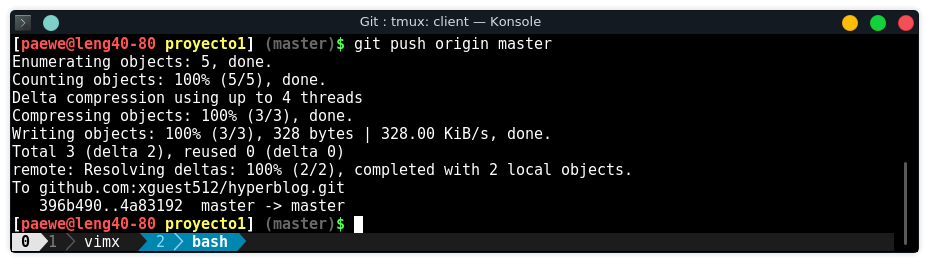 Git : tmux: client — Konsole
[paewe@leng40-80 proyecto1] (master)$ git push origin master
Enumerating objects: 5, done.
Counting objects: 100% (5/5), done.
Delta compression using up to 4 threads
Compressing objects: 100% (3/3), done.
Writing objects: 100% (3/3), 328 bytes | 328.00 KiB/s, done.
Total 3 (delta 2), reused 0 (delta 0)
remote: Resolving deltas: 100% (2/2), completed with 2 local objects.
To github.com:xguest512/hyperblog.git
   396b490..4a83192  master -> master
[paewe@leng40-80 proyecto1] (master)$
0 1 vimx 2 bash